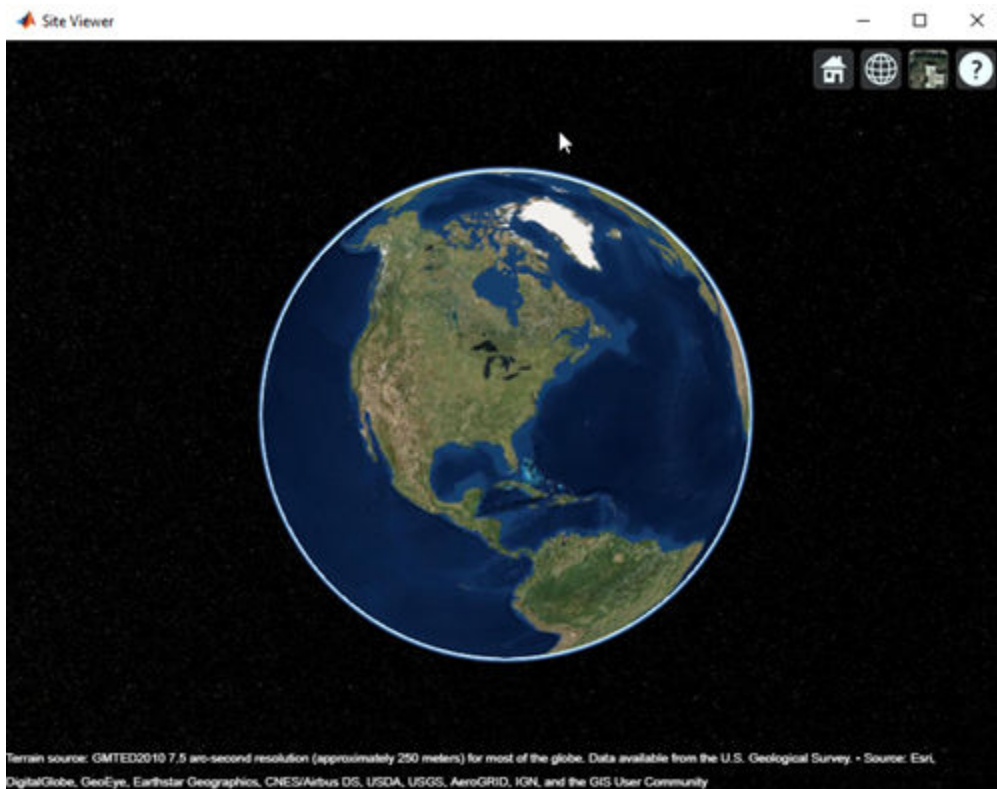 Site Viewer
?
Terrain source: GMTED2010 7.5 arc-second resolution (approximately 250 meters) for most of the globe. Data available from the U.S. Geological Survey. • Source: Esri,
DigitalGlobe, GeoEye, Earthstar Geographics, CNES/Airbus DS, USDA, USGS, AeroGRID, IGN, and the GIS User Community